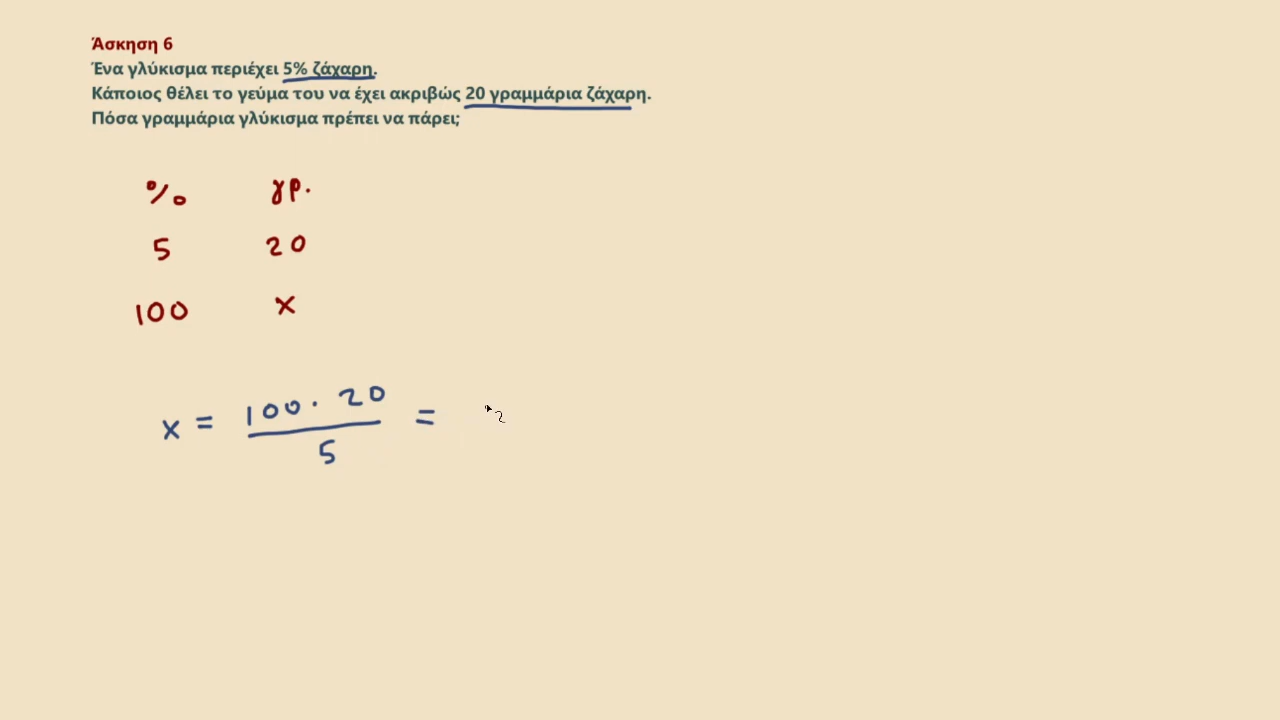 Άσκηση 6
Ένα γλύκισμα περιέχει 5% ζάχαρη.
Κάποιος θέλει το γεύμα του να έχει ακριβώς 20 γραμμάρια ζάχαρη.
Πόσα γραμμάρια γλύκισμα πρέπει να πάρει;
% γρ.
5 20
100 x
x = 100 · 20 / 5 =